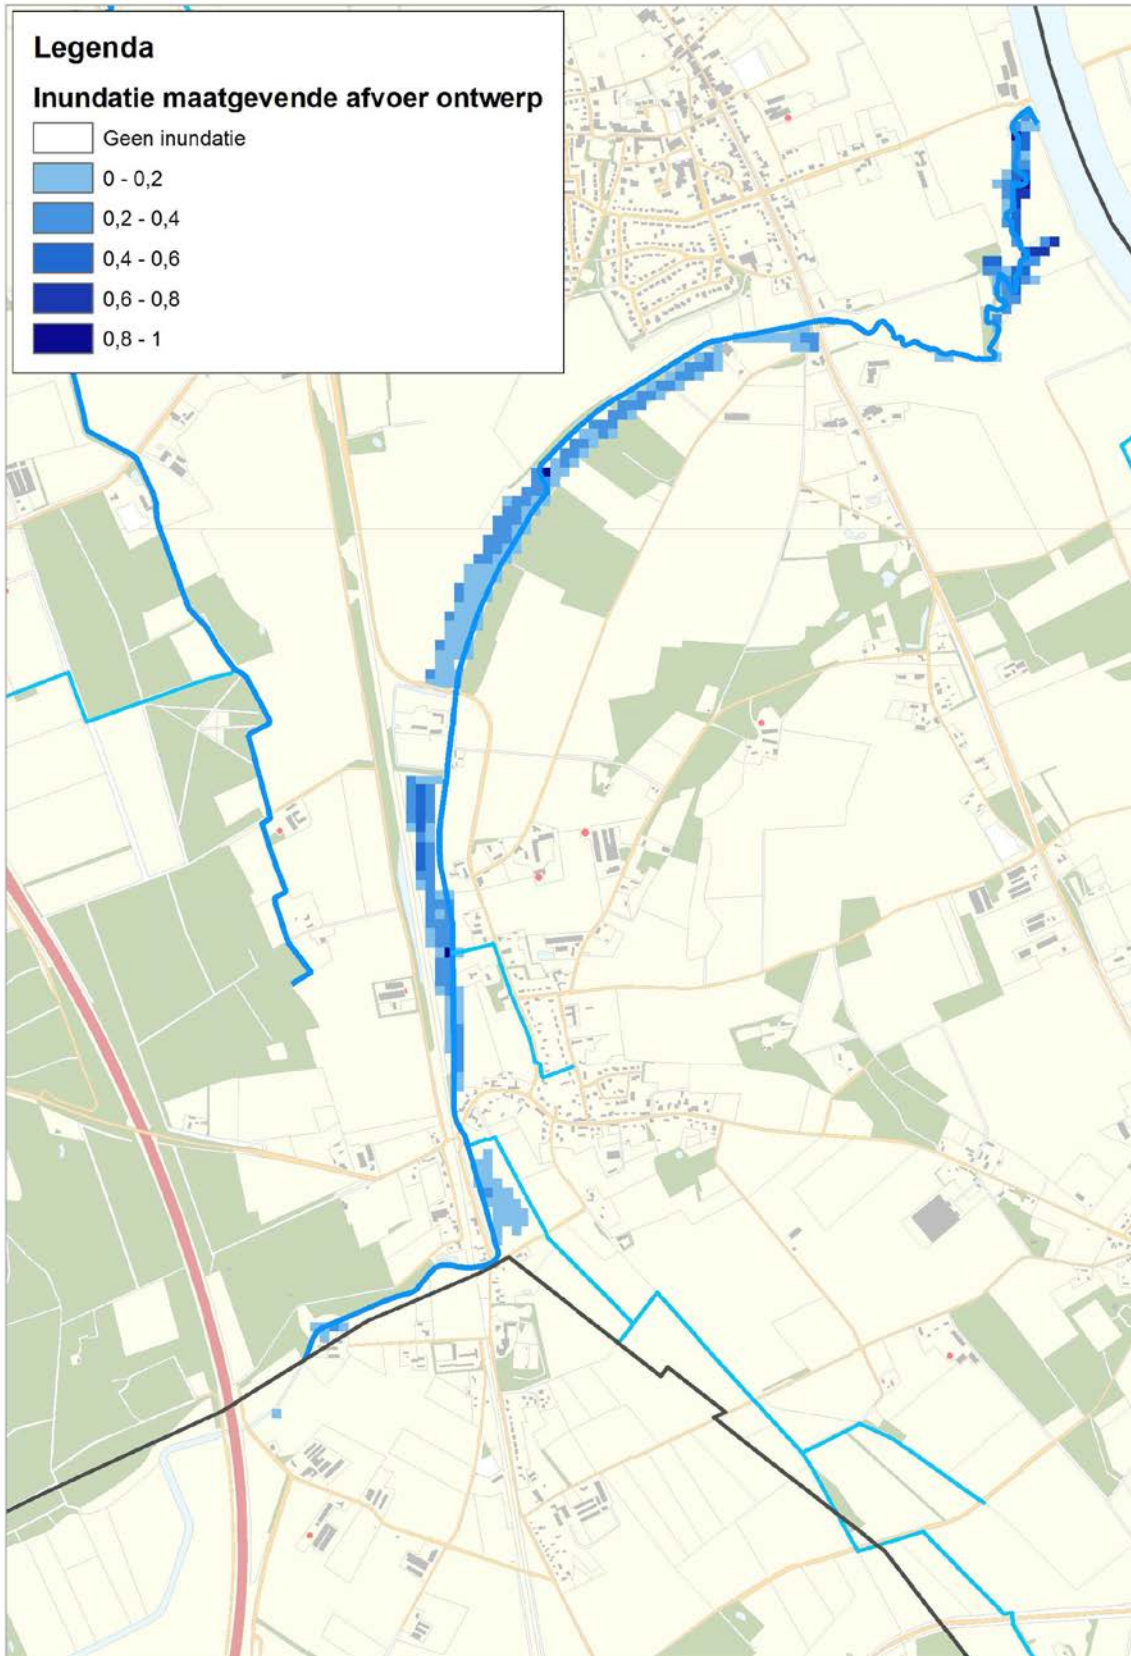 Legenda
Inundatie maatgevende afvoer ontwerp
Geen inundatie
0 - 0,2
0,2 - 0,4
0,4 - 0,6
0,6 - 0,8
0,8 - 1